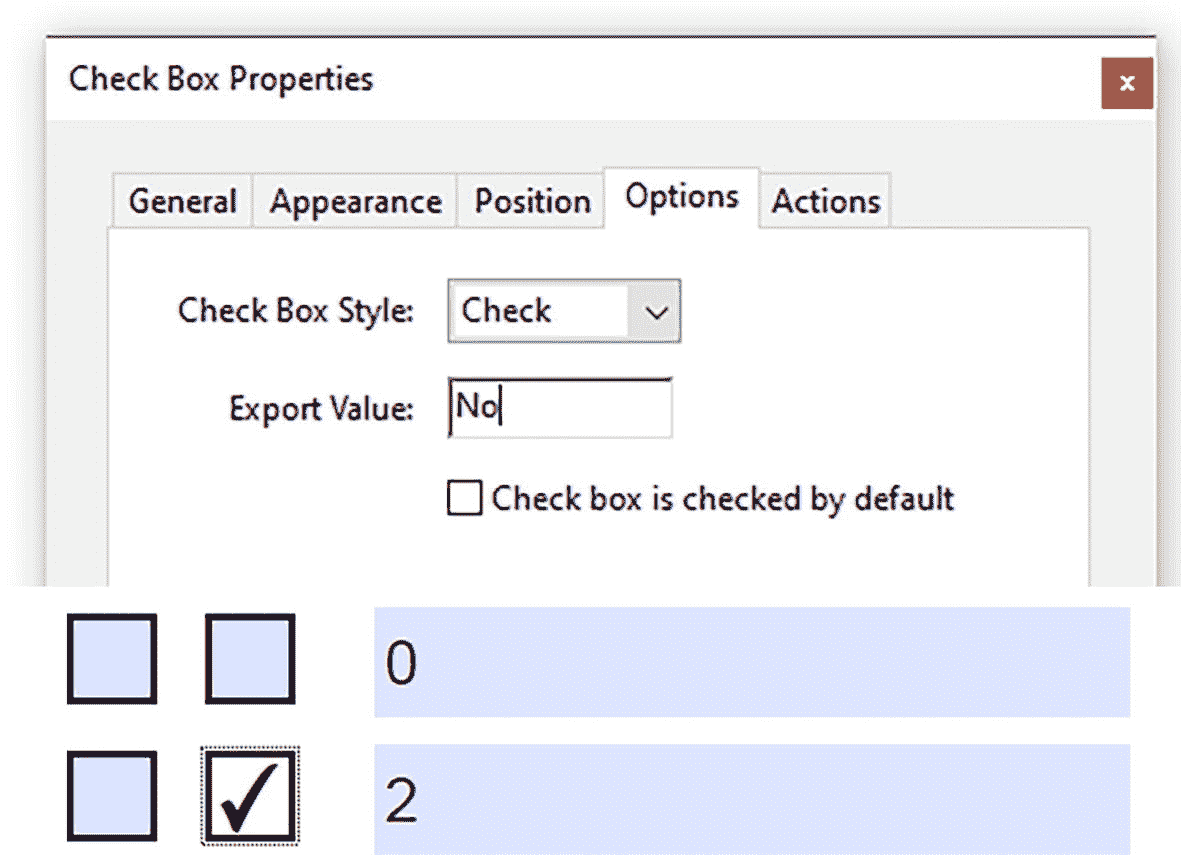 Check Box Properties
x
General Appearance Position Options Actions
Check Box Style: Check
Export Value: No
Check box is checked by default
0
2